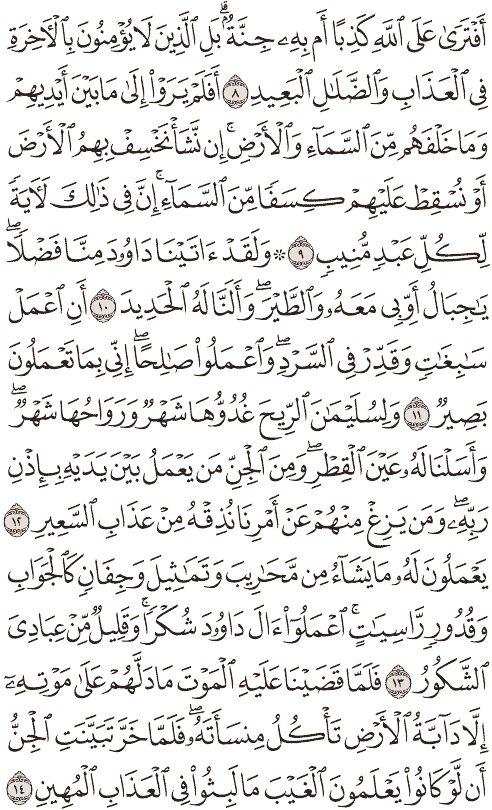 أَفْتَرَىٰ عَلَى ٱللَّهِ كَذِبًا أَم بِهِۦ جِنَّةٌۢ ۗ بَلِ ٱلَّذِينَ لَا يُؤْمِنُونَ بِٱلْءَاخِرَةِ
فِى ٱلْعَذَابِ وَٱلضَّلَٰلِ ٱلْبَعِيدِ ٨ أَفَلَمْ يَرَوْا۟ إِلَىٰ مَا بَيْنَ أَيْدِيهِمْ
وَمَا خَلْفَهُم مِّنَ ٱلسَّمَآءِ وَٱلْأَرْضِ ۚ إِن نَّشَأْ نَخْسِفْ بِهِمُ ٱلْأَرْضَ
أَوْ نُسْقِطْ عَلَيْهِمْ كِسَفًا مِّنَ ٱلسَّمَآءِ ۚ إِنَّ فِى ذَٰلِكَ لَءَايَةً
لِّكُلِّ عَبْدٍ مُّنِيبٍ ٩ ۞ وَلَقَدْ ءَاتَيْنَا دَاوُۥدَ مِنَّا فَضْلًا ۖ
يَٰجِبَالُ أَوِّبِى مَعَهُۥ وَٱلطَّيْرَ ۖ وَأَلَنَّا لَهُ ٱلْحَدِيدَ ١٠ أَنِ ٱعْمَلْ
سَٰبِغَٰتٍ وَقَدِّرْ فِى ٱلسَّرْدِ ۖ وَٱعْمَلُوا۟ صَٰلِحًا ۖ إِنِّى بِمَا تَعْمَلُونَ
بَصِيرٌ ١١ وَلِسُلَيْمَٰنَ ٱلرِّيحَ غُدُوُّهَا شَهْرٌ وَرَوَاحُهَا شَهْرٌ ۖ
وَأَسَلْنَا لَهُۥ عَيْنَ ٱلْقِطْرِ ۖ وَمِنَ ٱلْجِنِّ مَن يَعْمَلُ بَيْنَ يَدَيْهِ بِإِذْنِ
رَبِّهِۦ ۖ وَمَن يَزِغْ مِنْهُمْ عَنْ أَمْرِنَا نُذِقْهُ مِنْ عَذَابِ ٱلسَّعِيرِ ١٢
يَعْمَلُونَ لَهُۥ مَا يَشَآءُ مِن مَّحَٰرِيبَ وَتَمَٰثِيلَ وَجِفَانٍ كَٱلْجَوَابِ
وَقُدُورٍ رَّاسِيَٰتٍ ۚ ٱعْمَلُوٓا۟ ءَالَ دَاوُۥدَ شُكْرًا ۚ وَقَلِيلٌ مِّنْ عِبَادِىَ
ٱلشَّكُورُ ١٣ فَلَمَّا قَضَيْنَا عَلَيْهِ ٱلْمَوْتَ مَا دَلَّهُمْ عَلَىٰ مَوْتِهِۦٓ
إِلَّا دَآبَّةُ ٱلْأَرْضِ تَأْكُلُ مِنسَأَتَهُۥ ۖ فَلَمَّا خَرَّ تَبَيَّنَتِ ٱلْجِنُّ
أَن لَّوْ كَانُوا۟ يَعْلَمُونَ ٱلْغَيْبَ مَا لَبِثُوا۟ فِى ٱلْعَذَابِ ٱلْمُهِينِ ١٤